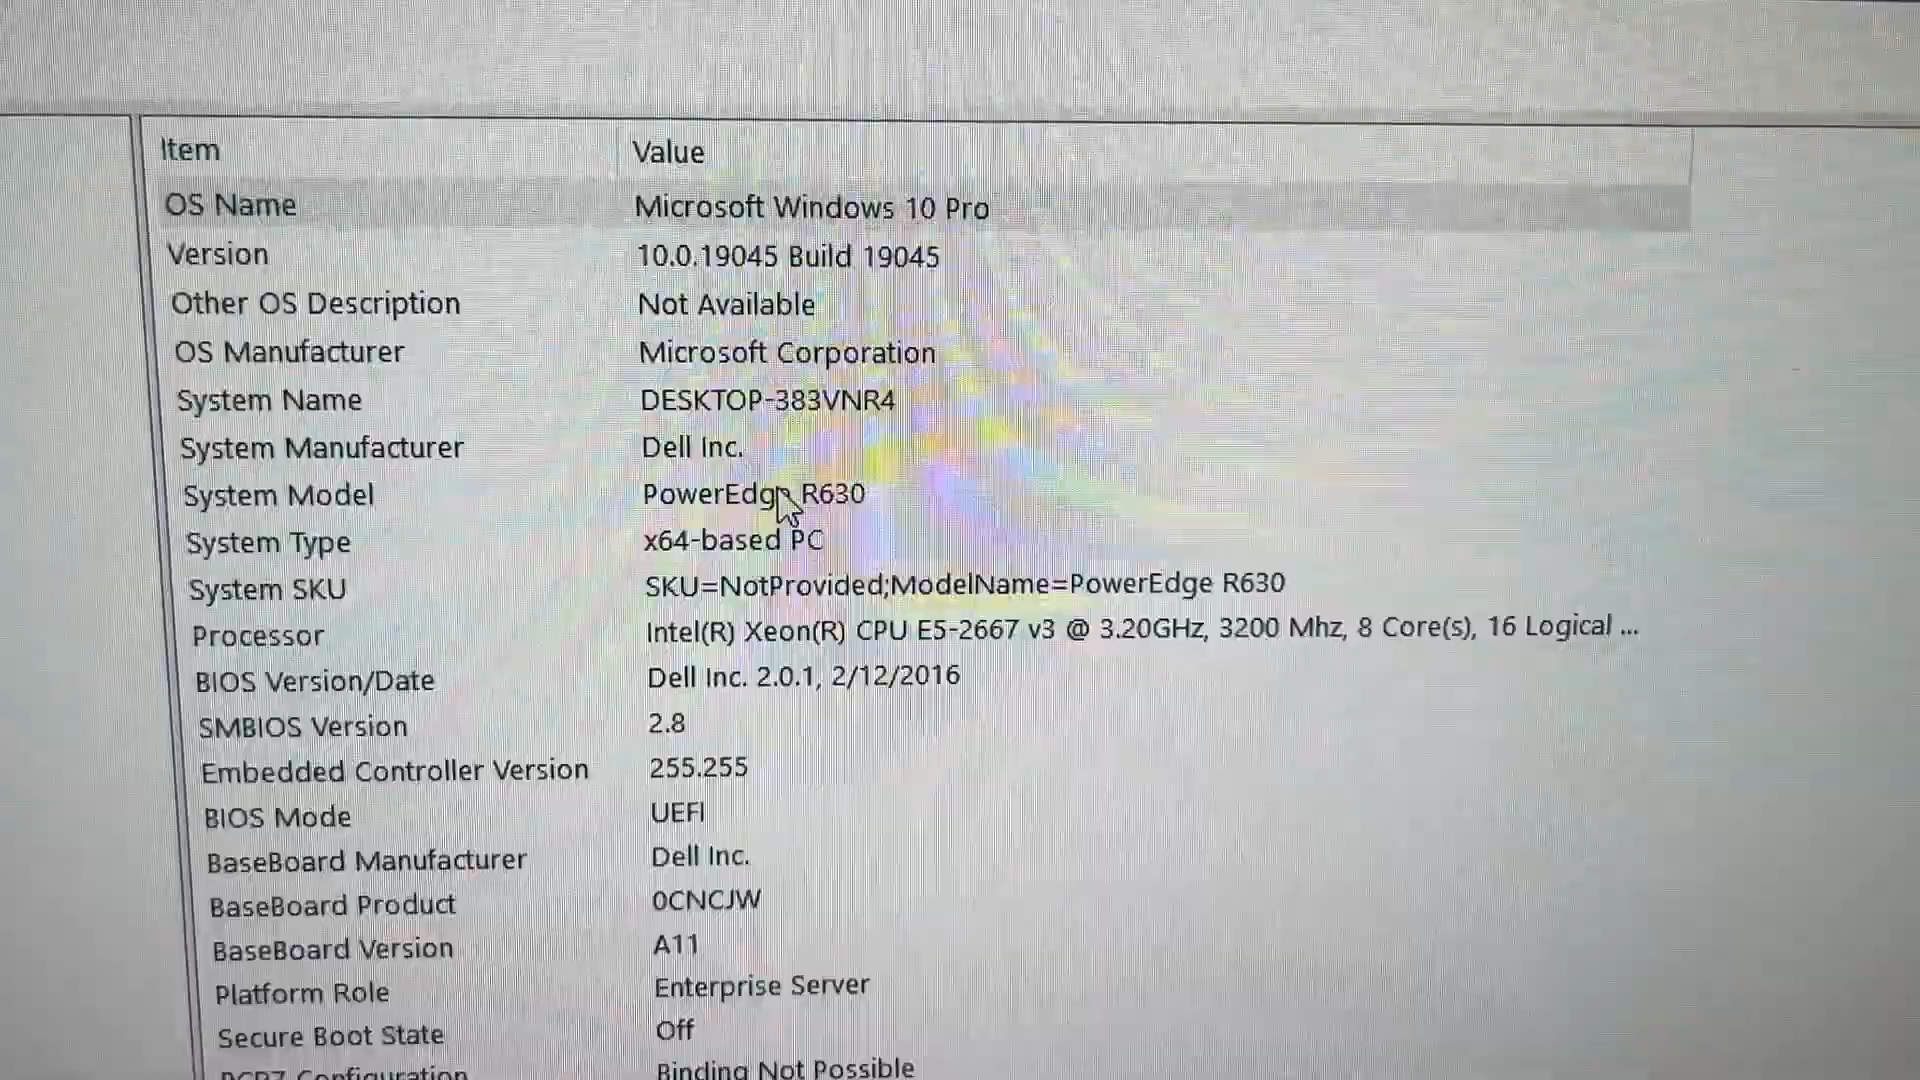 Item Value
OS Name Microsoft Windows 10 Pro
Version 10.0.19045 Build 19045
Other OS Description Not Available
OS Manufacturer Microsoft Corporation
System Name DESKTOP-383VNR4
System Manufacturer Dell Inc.
System Model PowerEdge R630
System Type x64-based PC
System SKU SKU=NotProvided;ModelName=PowerEdge R630
Processor Intel(R) Xeon(R) CPU E5-2667 v3 @ 3.20GHz, 3200 Mhz, 8 Core(s), 16 Logical ...
BIOS Version/Date Dell Inc. 2.0.1, 2/12/2016
SMBIOS Version 2.8
Embedded Controller Version 255.255
BIOS Mode UEFI
BaseBoard Manufacturer Dell Inc.
BaseBoard Product 0CNCJW
BaseBoard Version A11
Platform Role Enterprise Server
Secure Boot State Off
PCR7 Configuration Binding Not Possible